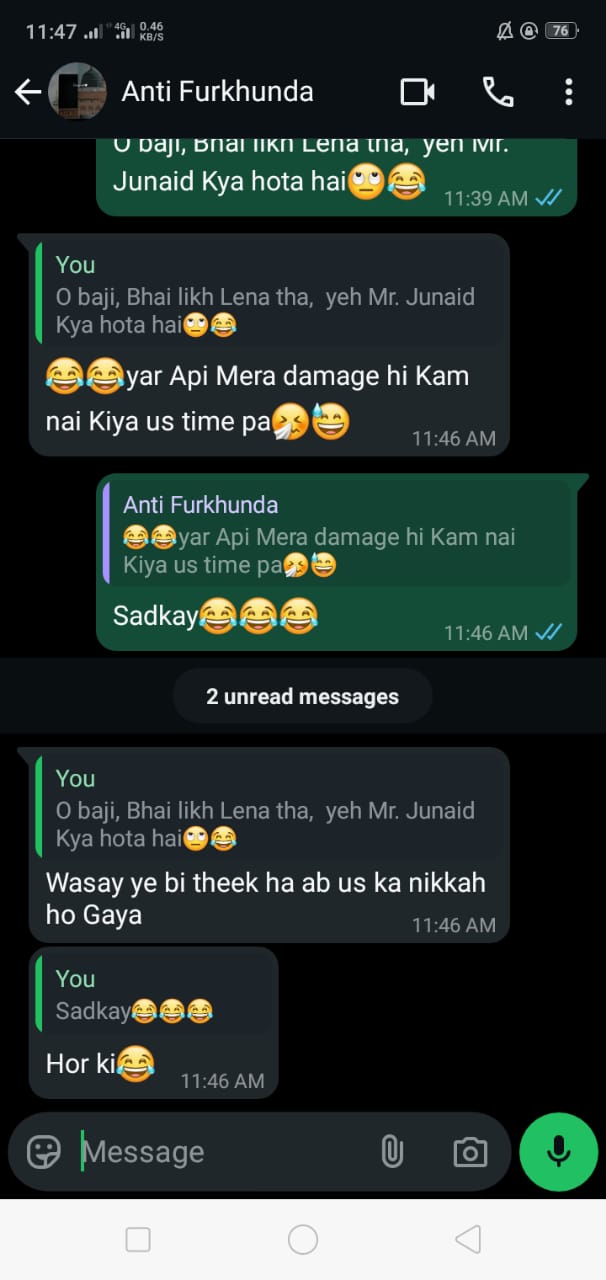 11:47 4G 0.46 KB/S 76
Anti Furkhunda
O baji, Bhai likh Lena tha, yeh Mr.
Junaid Kya hota hai🙄😂
11:39 AM
You
O baji, Bhai likh Lena tha, yeh Mr. Junaid
Kya hota hai🙄😂
😂😂yar Api Mera damage hi Kam
nai Kiya us time pa🤧😅
11:46 AM
Anti Furkhunda
😂😂yar Api Mera damage hi Kam nai
Kiya us time pa🤧😅
Sadkay😂😂😂
11:46 AM
2 unread messages
You
O baji, Bhai likh Lena tha, yeh Mr. Junaid
Kya hota hai🙄😂
Wasay ye bi theek ha ab us ka nikkah
ho Gaya
11:46 AM
You
Sadkay😂😂😂
Hor ki😂
11:46 AM
Message